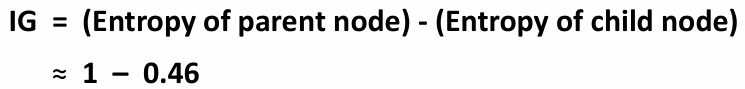 IG = (Entropy of parent node) - (Entropy of child node)
≈ 1 – 0.46